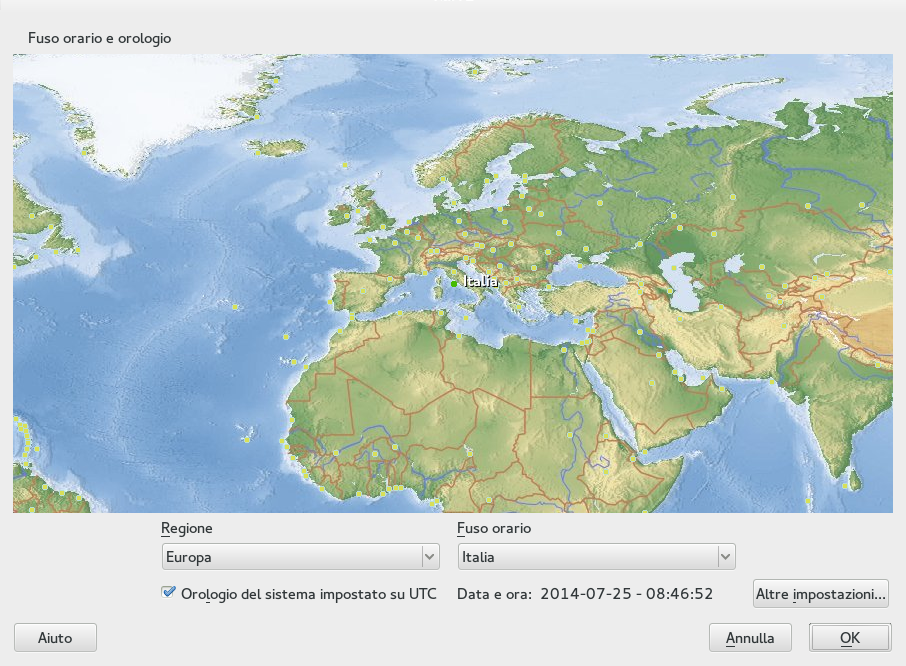 Fuso orario e orologio
Italia
Regione
Fuso orario
Europa
Italia
Orologio del sistema impostato su UTC
Data e ora: 2014-07-25 - 08:46:52
Altre impostazioni...
Aiuto
Annulla
OK